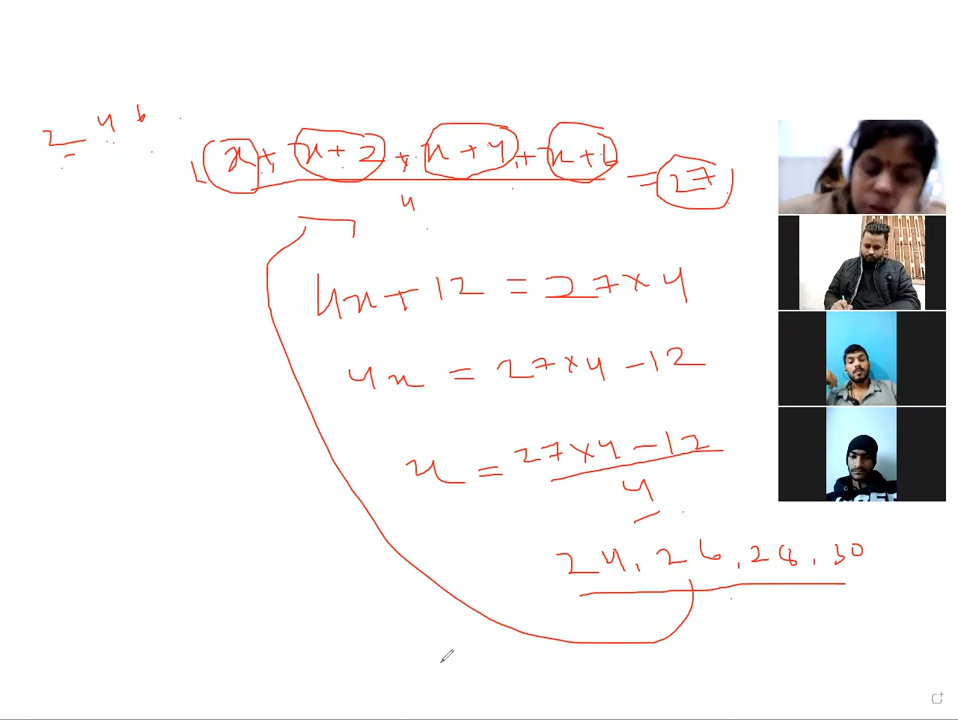 2 4 6
x + x + 2 + x + 4 + x + 6 = 27
4
4x + 12 = 27 × 4
4x = 27 × 4 - 12
x = 27 × 4 - 12
4
24, 26, 28, 30